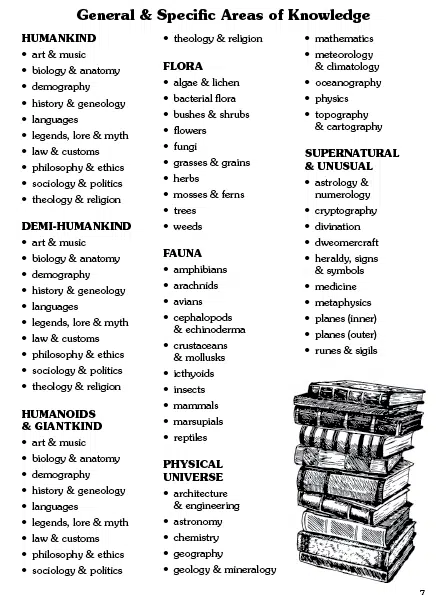 General & Specific Areas of Knowledge
HUMANKIND
• art & music
• biology & anatomy
• demography
• history & geneology
• languages
• legends, lore & myth
• law & customs
• philosophy & ethics
• sociology & politics
• theology & religion
DEMI-HUMANKIND
• art & music
• biology & anatomy
• demography
• history & geneology
• languages
• legends, lore & myth
• law & customs
• philosophy & ethics
• sociology & politics
• theology & religion
HUMANOIDS
& GIANTKIND
• art & music
• biology & anatomy
• demography
• history & geneology
• languages
• legends, lore & myth
• law & customs
• philosophy & ethics
• sociology & politics
• theology & religion
FLORA
• algae & lichen
• bacterial flora
• bushes & shrubs
• flowers
• fungi
• grasses & grains
• herbs
• mosses & ferns
• trees
• weeds
FAUNA
• amphibians
• arachnids
• avians
• cephalopods
& echinoderma
• crustaceans
& mollusks
• icthyoids
• insects
• mammals
• marsupials
• reptiles
PHYSICAL
UNIVERSE
• architecture
& engineering
• astronomy
• chemistry
• geography
• geology & mineralogy
• mathematics
• meteorology
& climatology
• oceanography
• physics
• topography
& cartography
SUPERNATURAL
& UNUSUAL
• astrology &
numerology
• cryptography
• divination
• dweomercraft
• heraldy, signs
& symbols
• medicine
• metaphysics
• planes (inner)
• planes (outer)
• runes & sigils
7